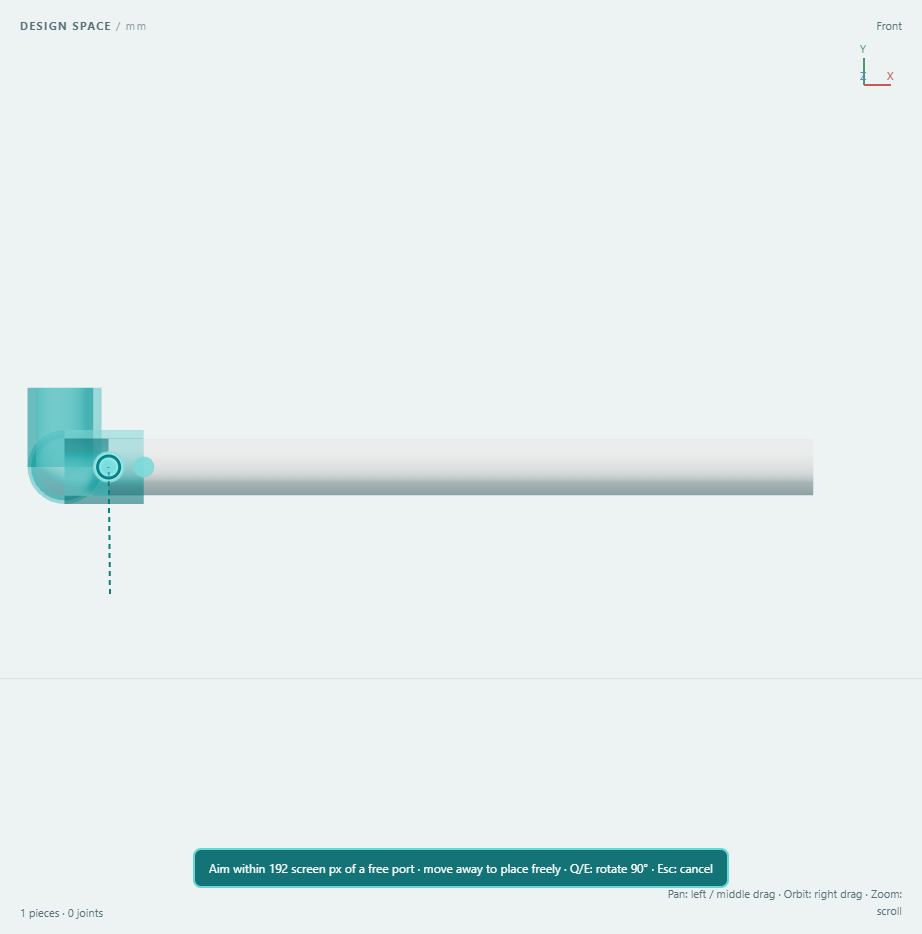 DESIGN SPACE / mm
Front
Y
Z X
Aim within 192 screen px of a free port · move away to place freely · Q/E: rotate 90° · Esc: cancel
Pan: left / middle drag · Orbit: right drag · Zoom:
scroll
1 pieces · 0 joints